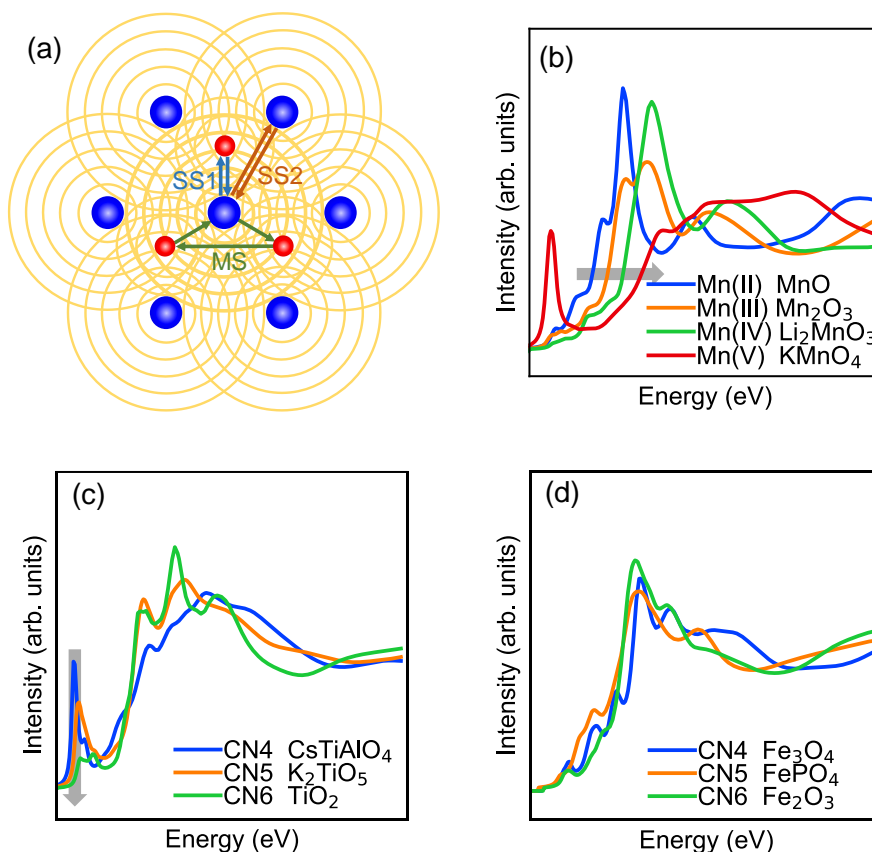 (a)
SS1
SS2
MS
(b)
Intensity (arb. units)
Mn(II) MnO
Mn(III) Mn₂O₃
Mn(IV) Li₂MnO₃
Mn(V) KMnO₄
Energy (eV)
(c)
Intensity (arb. units)
CN4 CsTiAlO₄
CN5 K₂TiO₅
CN6 TiO₂
Energy (eV)
(d)
Intensity (arb. units)
CN4 Fe₃O₄
CN5 FePO₄
CN6 Fe₂O₃
Energy (eV)